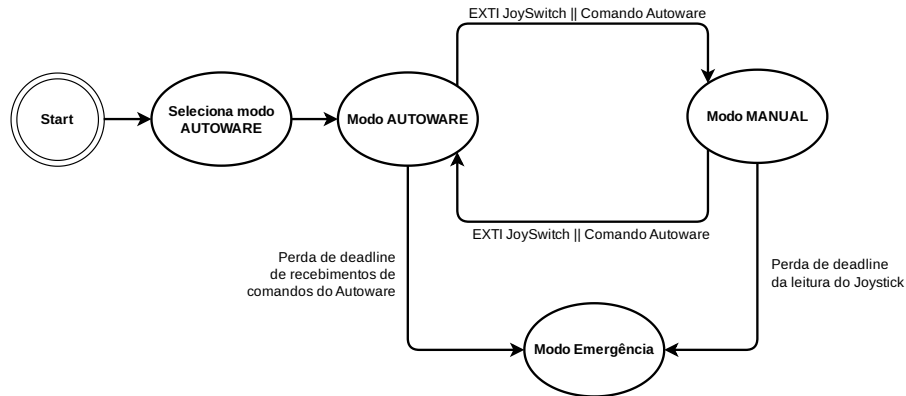 EXTI JoySwitch || Comando Autoware
Start
Seleciona modo
AUTOWARE
Modo AUTOWARE
Modo MANUAL
EXTI JoySwitch || Comando Autoware
Perda de deadline
de recebimentos de
comandos do Autoware
Perda de deadline
da leitura do Joystick
Modo Emergência